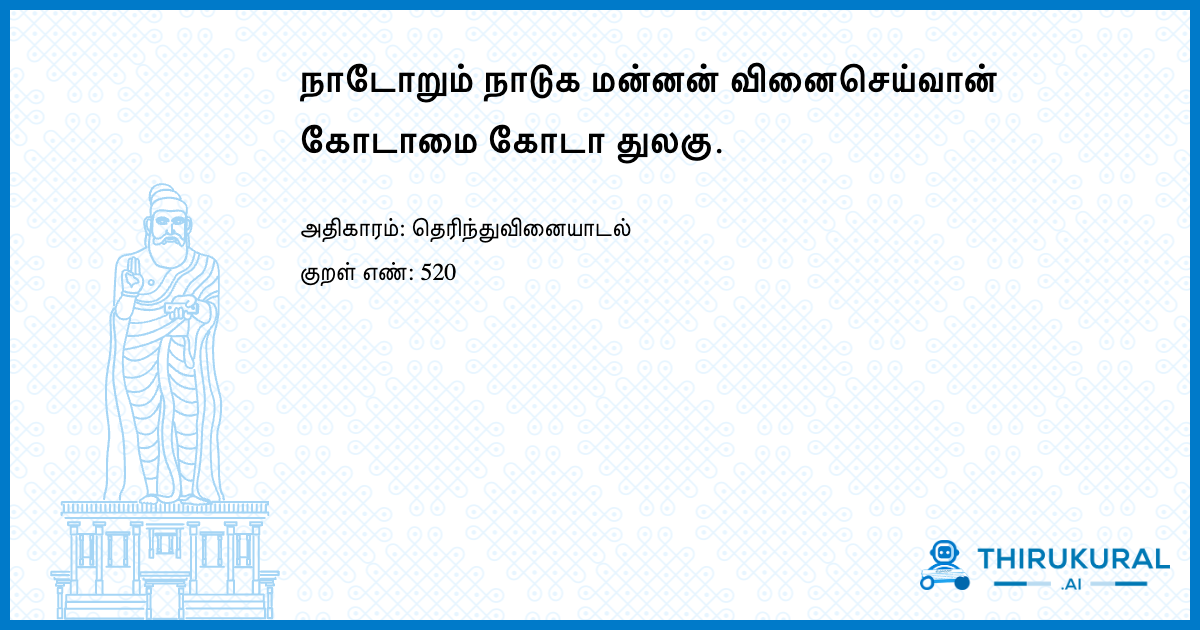 நாடோறும் நாடுக மன்னன் வினைசெய்வான்
கோடாமை கோடா துலகு.
அதிகாரம்: தெரிந்துவினையாடல்
குறள் எண்: 520
THIRUKURAL
.AI